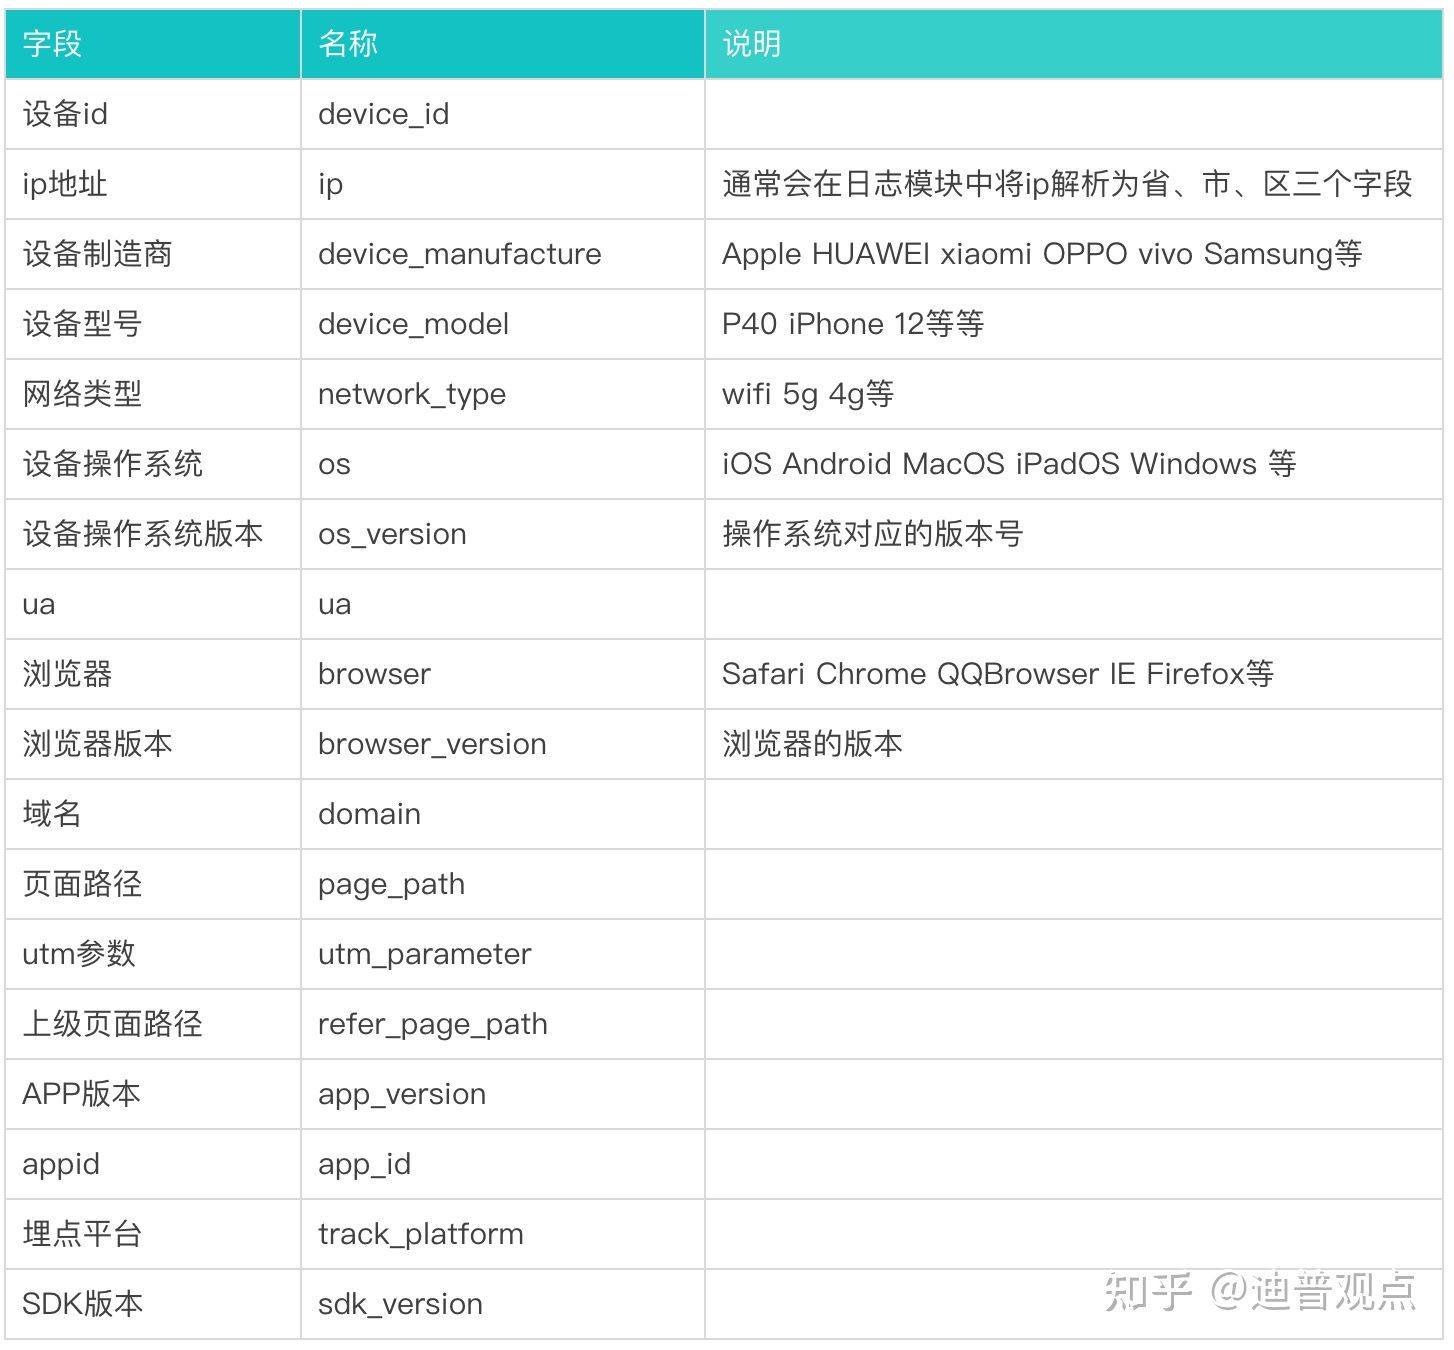 字段 名称 说明
设备id device_id
ip地址 ip 通常会在日志模块中将ip解析为省、市、区三个字段
设备制造商 device_manufacture Apple HUAWEI xiaomi OPPO vivo Samsung等
设备型号 device_model P40 iPhone 12等等
网络类型 network_type wifi 5g 4g等
设备操作系统 os iOS Android MacOS iPadOS Windows 等
设备操作系统版本 os_version 操作系统对应的版本号
ua ua
浏览器 browser Safari Chrome QQBrowser IE Firefox等
浏览器版本 browser_version 浏览器的版本
域名 domain
页面路径 page_path
utm参数 utm_parameter
上级页面路径 refer_page_path
APP版本 app_version
appid app_id
埋点平台 track_platform
SDK版本 sdk_version
知乎 @迪普观点